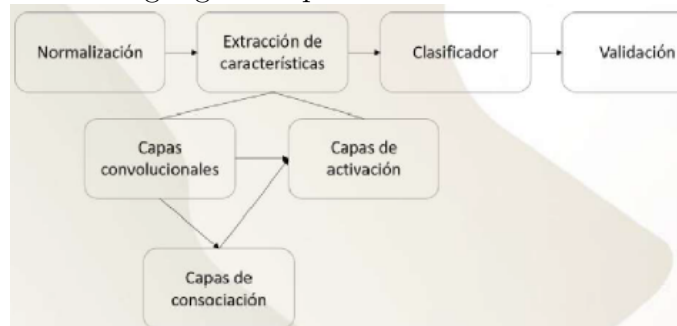 Normalización
Extracción de
características
Clasificador
Validación
Capas
convolucionales
Capas de
activación
Capas de
consociación